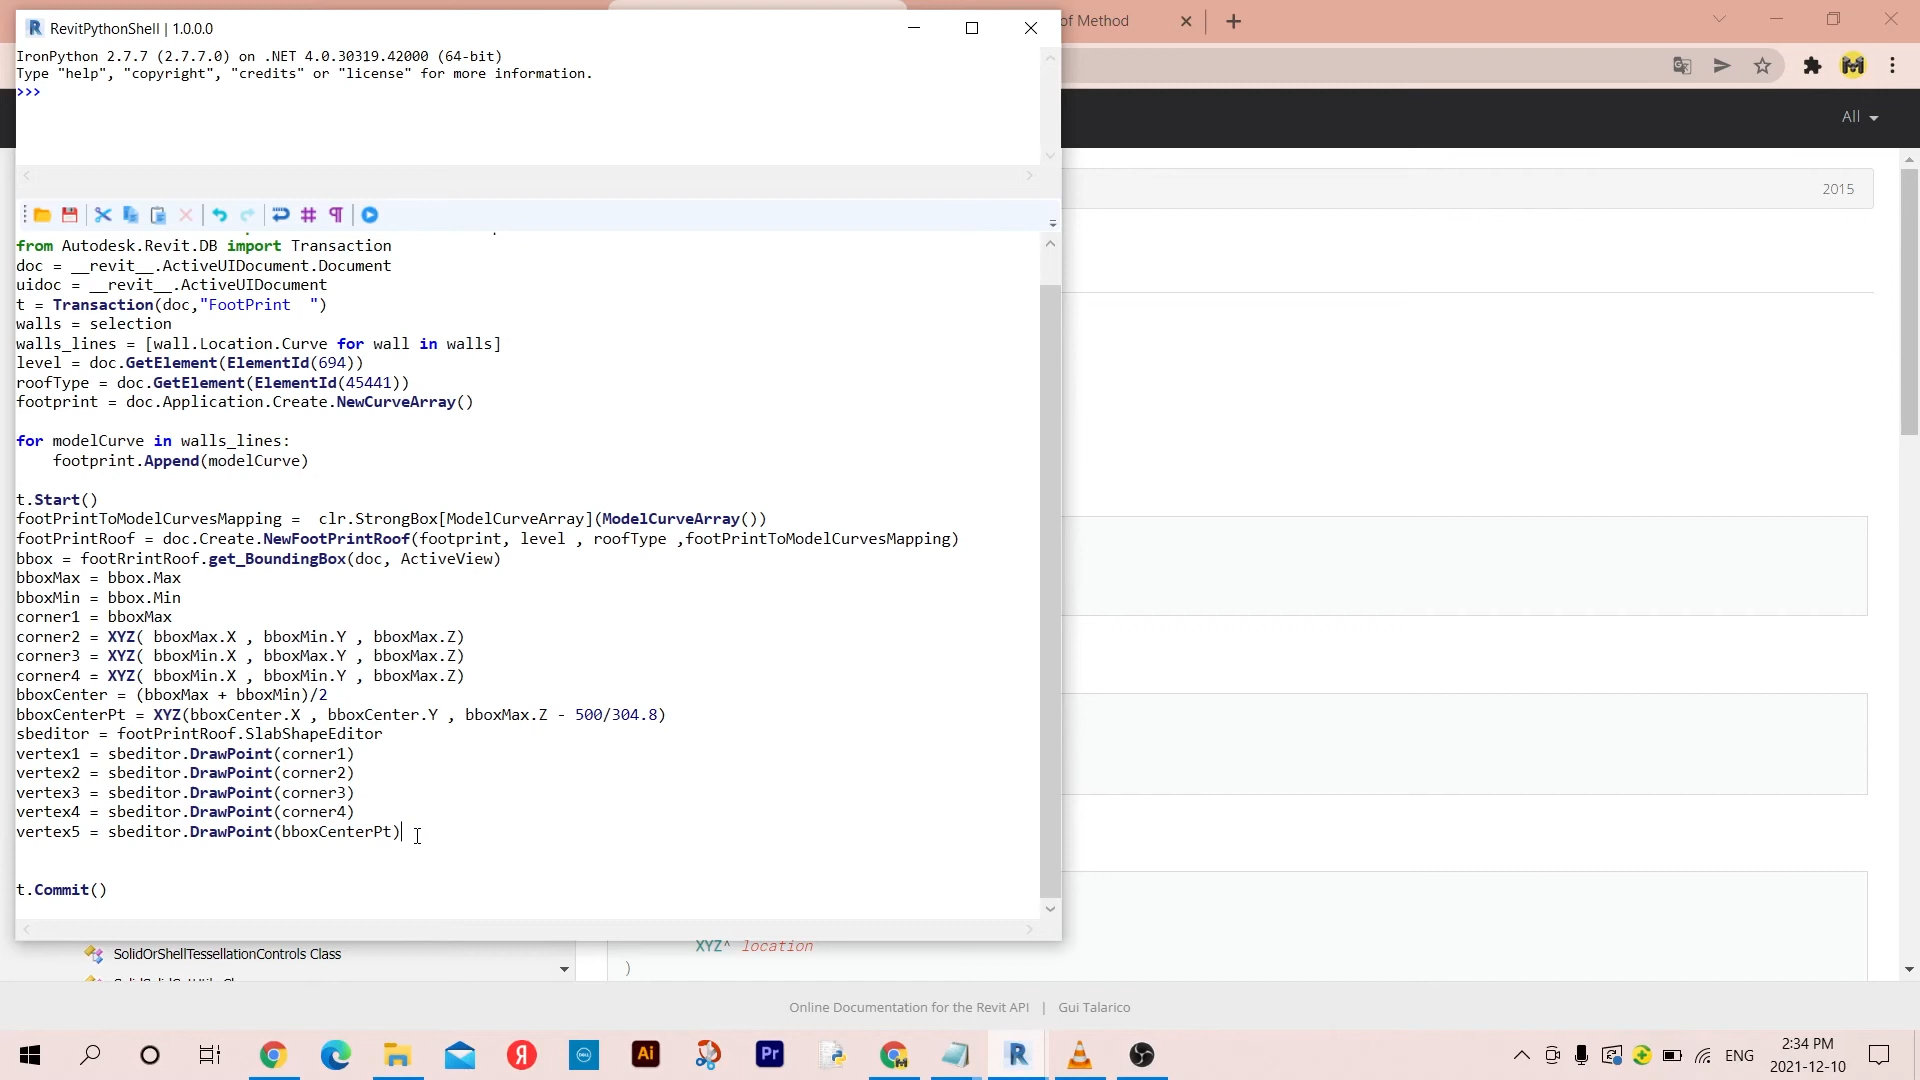 of Method
RevitPythonShell | 1.0.0.0
IronPython 2.7.7 (2.7.7.0) on .NET 4.0.30319.42000 (64-bit)
Type "help", "copyright", "credits" or "license" for more information.
>>>
All
2015
from Autodesk.Revit.DB import Transaction
doc = __revit__.ActiveUIDocument.Document
uidoc = __revit__.ActiveUIDocument
t = Transaction(doc,"FootPrint  ")
walls = selection
walls_lines = [wall.Location.Curve for wall in walls]
level = doc.GetElement(ElementId(694))
roofType = doc.GetElement(ElementId(45441))
footprint = doc.Application.Create.NewCurveArray()
for modelCurve in walls_lines:
    footprint.Append(modelCurve)
t.Start()
footPrintToModelCurvesMapping =  clr.StrongBox[ModelCurveArray](ModelCurveArray())
footPrintRoof = doc.Create.NewFootPrintRoof(footprint, level , roofType ,footPrintToModelCurvesMapping)
bbox = footRrintRoof.get_BoundingBox(doc, ActiveView)
bboxMax = bbox.Max
bboxMin = bbox.Min
corner1 = bboxMax
corner2 = XYZ( bboxMax.X , bboxMin.Y , bboxMax.Z)
corner3 = XYZ( bboxMin.X , bboxMax.Y , bboxMax.Z)
corner4 = XYZ( bboxMin.X , bboxMin.Y , bboxMax.Z)
bboxCenter = (bboxMax + bboxMin)/2
bboxCenterPt = XYZ(bboxCenter.X , bboxCenter.Y , bboxMax.Z - 500/304.8)
sbeditor = footPrintRoof.SlabShapeEditor
vertex1 = sbeditor.DrawPoint(corner1)
vertex2 = sbeditor.DrawPoint(corner2)
vertex3 = sbeditor.DrawPoint(corner3)
vertex4 = sbeditor.DrawPoint(corner4)
vertex5 = sbeditor.DrawPoint(bboxCenterPt)
t.Commit()
SolidOrShellTessellationControls Class
XYZ^ location
)
Online Documentation for the Revit API | Gui Talarico
ENG
2:34 PM
2021-12-10